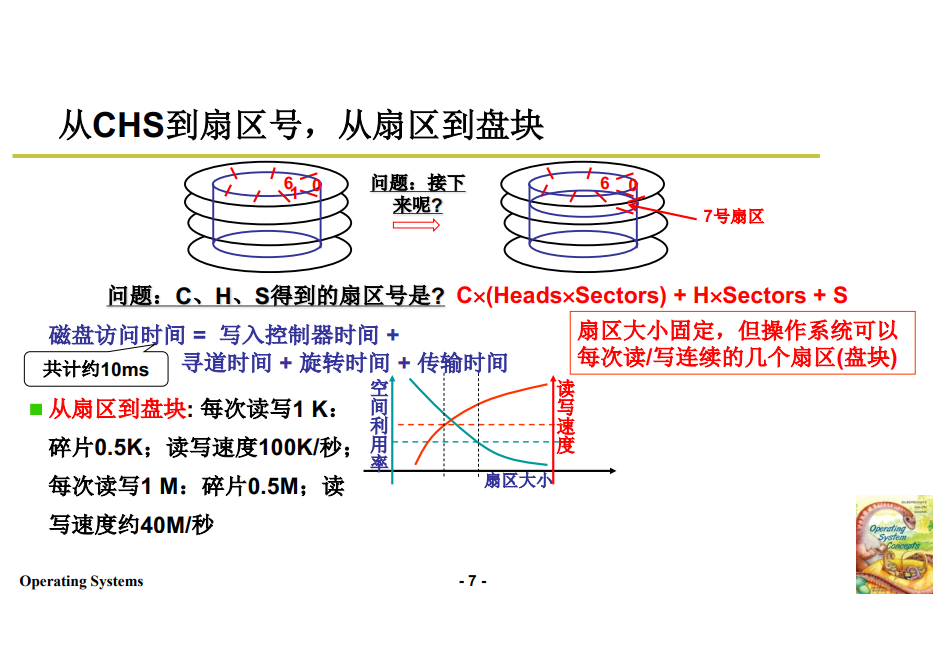 从CHS到扇区号，从扇区到盘块
6 1 0
问题：接下
来呢?
6 0
7号扇区
问题：C、H、S得到的扇区号是? C×(Heads×Sectors) + H×Sectors + S
磁盘访问时间 = 写入控制器时间 +
寻道时间 + 旋转时间 + 传输时间
共计约10ms
扇区大小固定，但操作系统可以
每次读/写连续的几个扇区(盘块)
从扇区到盘块: 每次读写1 K：
碎片0.5K；读写速度100K/秒；
每次读写1 M：碎片0.5M；读
写速度约40M/秒
空间利用率
读写速度
扇区大小
Operating System Concepts
Operating Systems
- 7 -